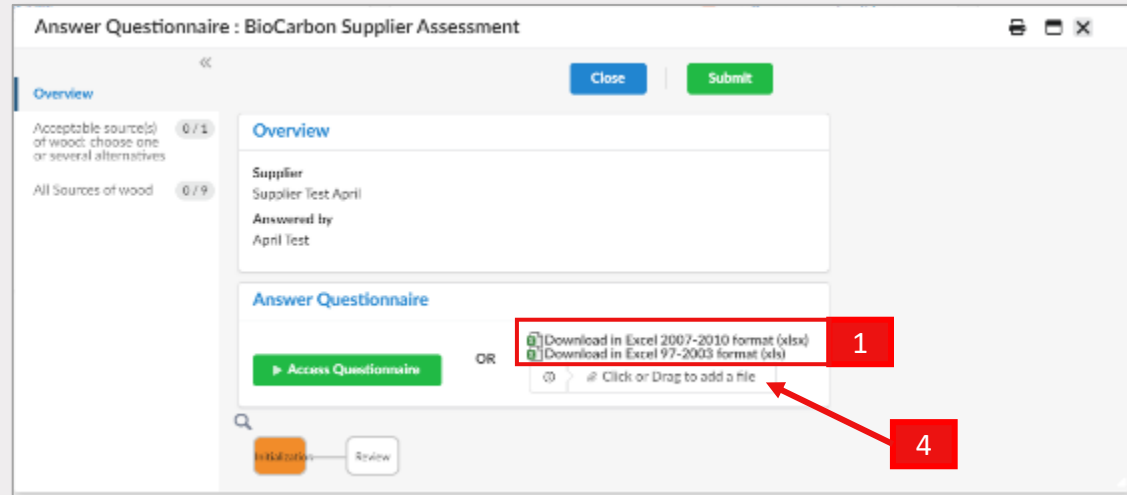 Answer Questionnaire : BioCarbon Supplier Assessment
Close
Submit
Overview
Acceptable source(s)
of wood: choose one
or several alternatives
0 / 1
All Sources of wood
0 / 9
Overview
Supplier
Supplier Test April
Answered by
April Test
Answer Questionnaire
Access Questionnaire
OR
Download in Excel 2007-2010 format (xlsx)
Download in Excel 97-2003 format (xls)
Click or Drag to add a file
1
4
Initialization
Review